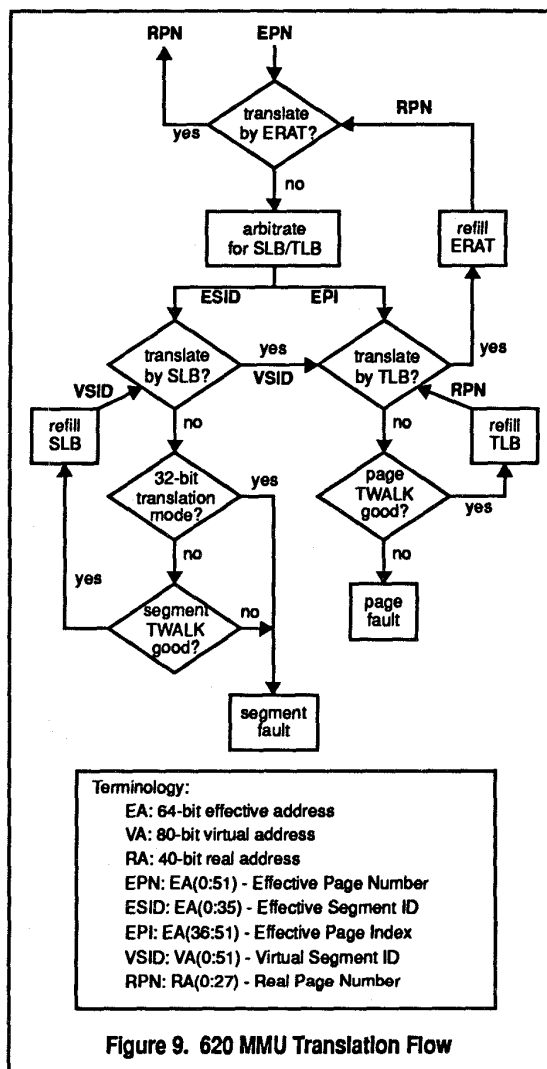 RPN
EPN
translate
by ERAT?
yes
RPN
no
arbitrate
for SLB/TLB
refill
ERAT
ESID
EPI
translate
by SLB?
yes
VSID
translate
by TLB?
yes
VSID
RPN
refill
SLB
no
no
refill
TLB
32-bit
translation
mode?
yes
page
TWALK
good?
yes
no
no
yes
segment
TWALK
good?
no
page
fault
segment
fault
Terminology:
EA: 64-bit effective address
VA: 80-bit virtual address
RA: 40-bit real address
EPN: EA(0:51) - Effective Page Number
ESID: EA(0:35) - Effective Segment ID
EPI: EA(36:51) - Effective Page Index
VSID: VA(0:51) - Virtual Segment ID
RPN: RA(0:27) - Real Page Number
Figure 9. 620 MMU Translation Flow